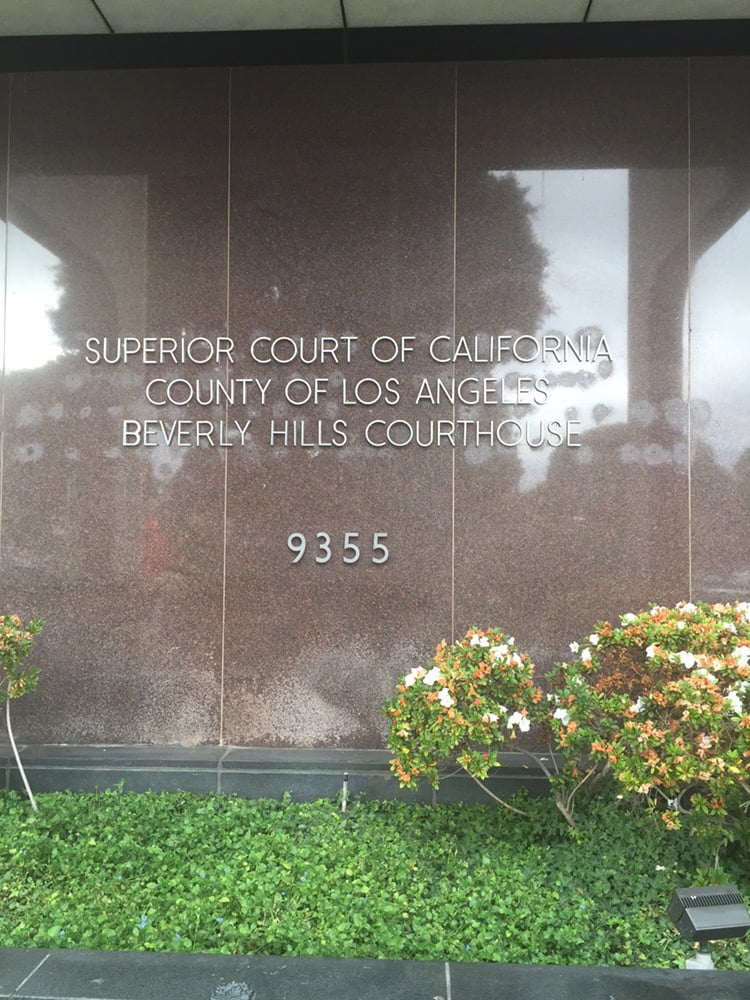 SUPERIOR COURT OF CALIFORNIA
COUNTY OF LOS ANGELES
BEVERLY HILLS COURTHOUSE
9355